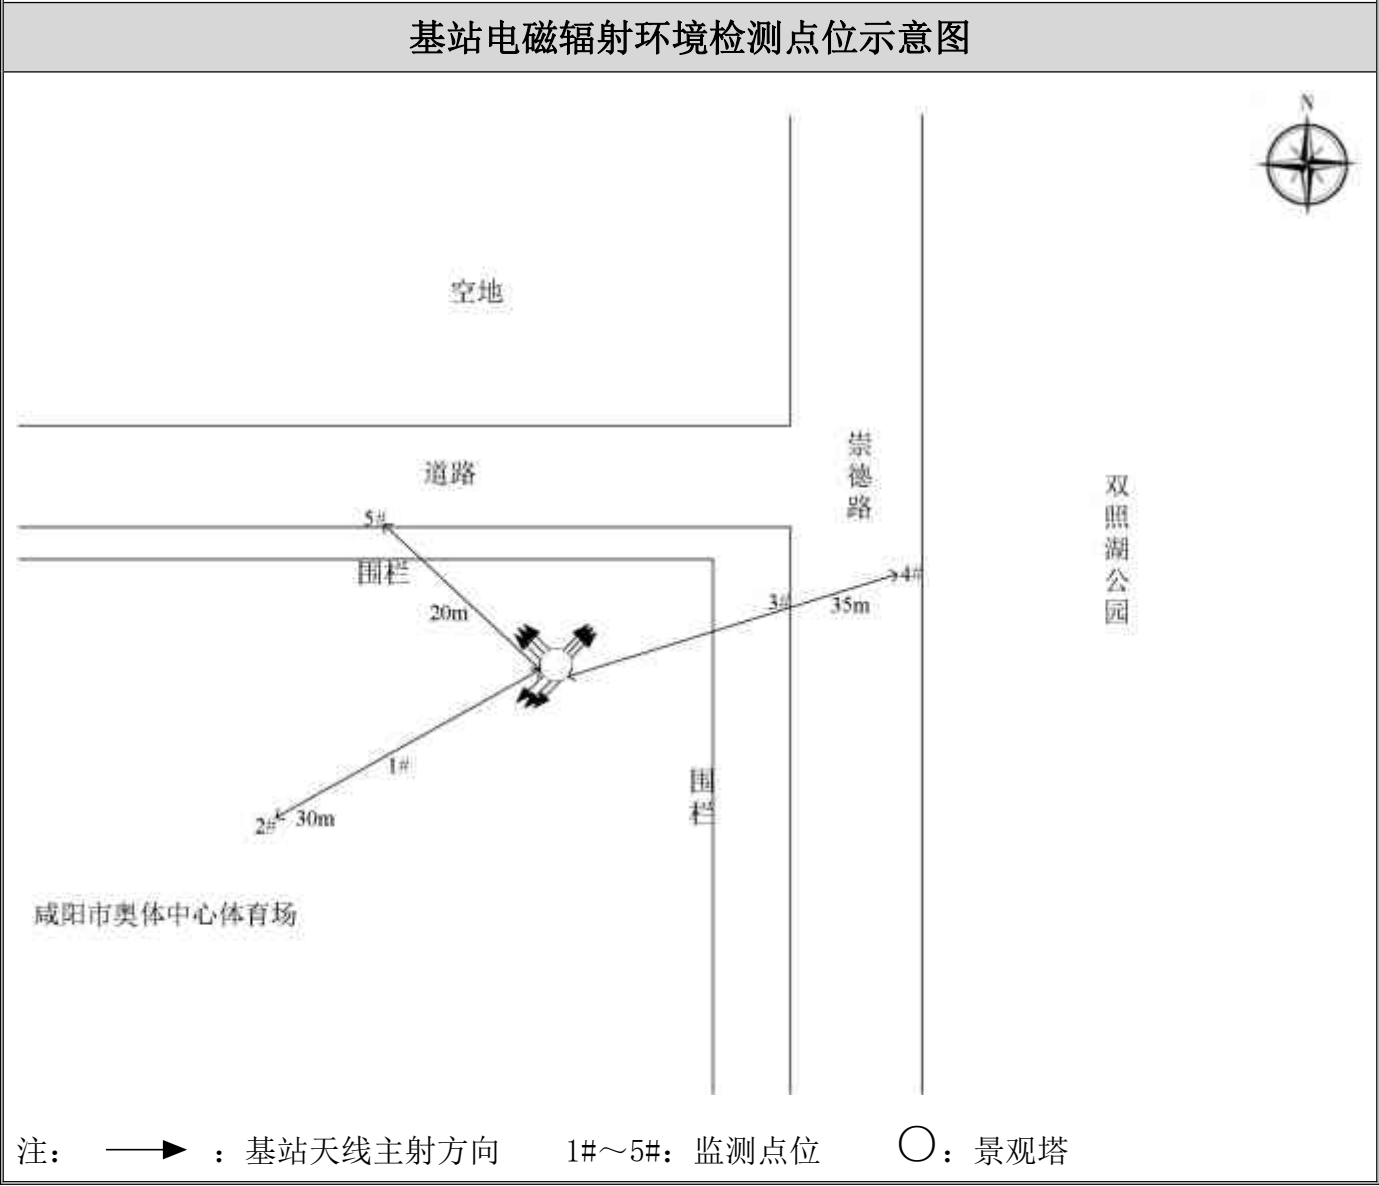 基站电磁辐射环境检测点位示意图
N
空地
道路
崇德路
双照湖公园
5#
围栏
20m
3#
35m
4#
1#
2#
30m
围栏
咸阳市奥体中心体育场
注： ：基站天线主射方向 1#～5#：监测点位 ：景观塔